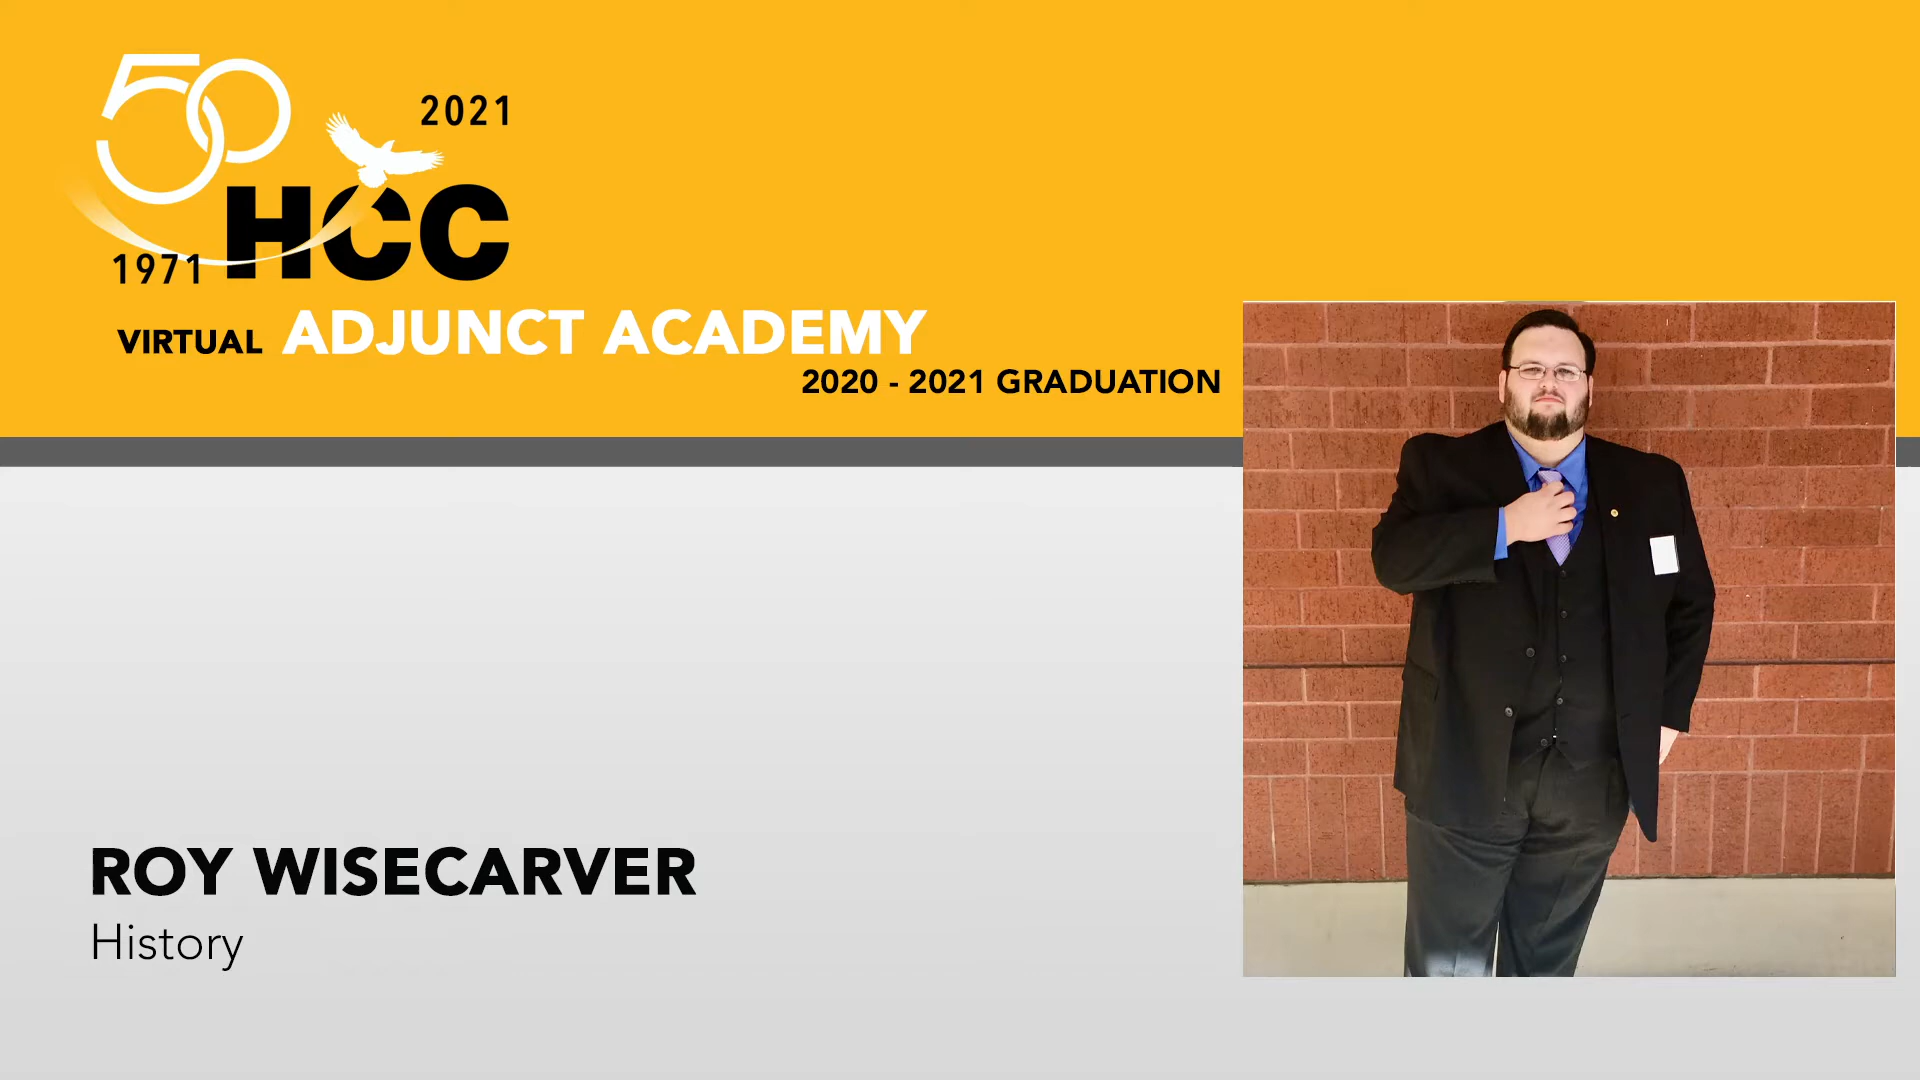 50
2021
HCC
1971
VIRTUAL ADJUNCT ACADEMY
2020 - 2021 GRADUATION
ROY WISECARVER
History